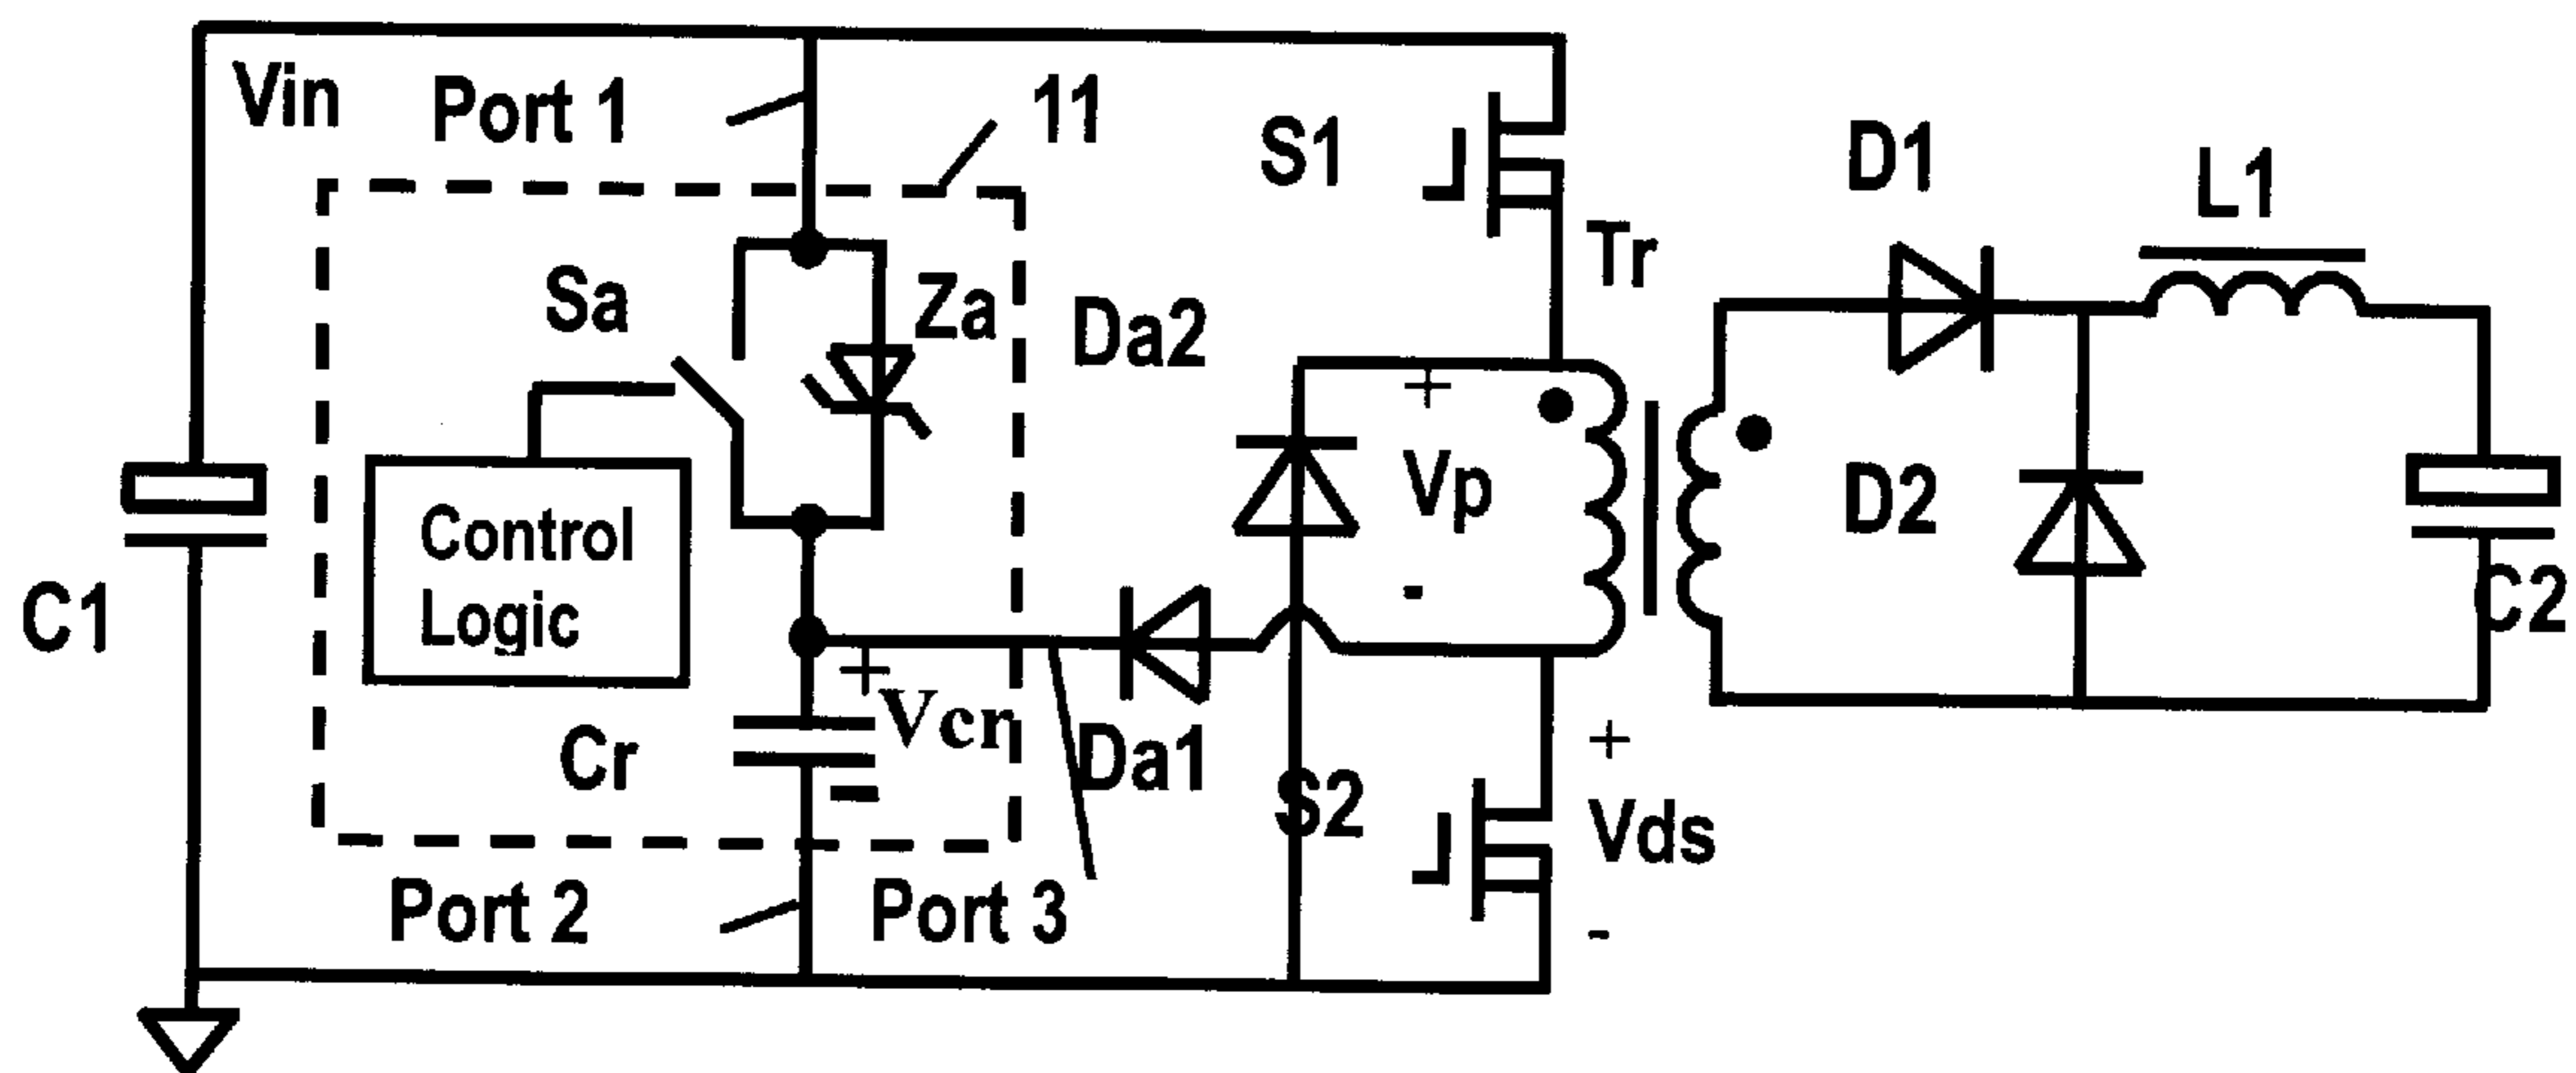 Vin
Port 1
11
S1
D1
L1
Tr
Sa
Za
Da2
+
Vp
-
D2
Control
Logic
C1
C2
+
Vcr
Cr
Da1
S2
+
Vds
-
Port 2
Port 3